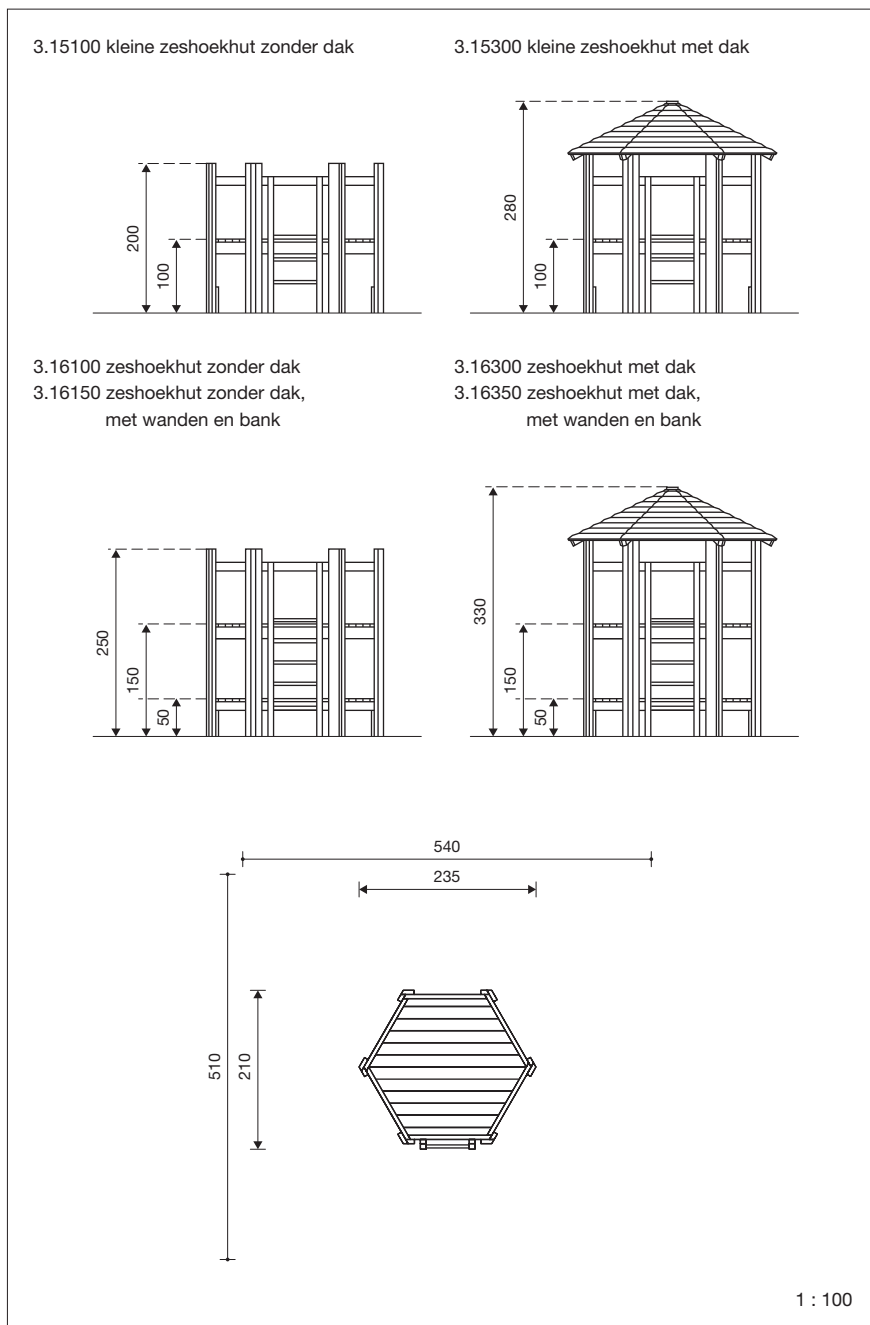 3.15100 kleine zeshoekhut zonder dak
3.15300 kleine zeshoekhut met dak
200
100
280
100
3.16100 zeshoekhut zonder dak
3.16150 zeshoekhut zonder dak,
met wanden en bank
3.16300 zeshoekhut met dak
3.16350 zeshoekhut met dak,
met wanden en bank
250
150
50
330
150
50
540
235
510
210
1 : 100